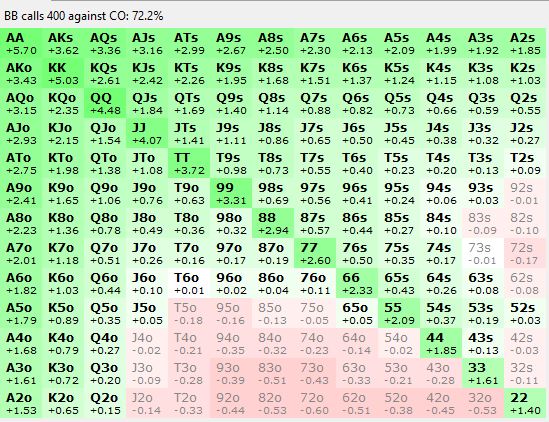 BB calls 400 against CO: 72.2%
AA AKs AQs AJs ATs A9s A8s A7s A6s A5s A4s A3s A2s
+5.70 +3.62 +3.36 +3.16 +2.99 +2.67 +2.50 +2.30 +2.13 +2.09 +1.99 +1.92 +1.85
AKo KK KQs KJs KTs K9s K8s K7s K6s K5s K4s K3s K2s
+3.43 +5.03 +2.61 +2.42 +2.26 +1.95 +1.68 +1.51 +1.37 +1.24 +1.15 +1.08 +1.03
AQo KQo QQ QJs QTs Q9s Q8s Q7s Q6s Q5s Q4s Q3s Q2s
+3.15 +2.35 +4.48 +1.84 +1.69 +1.40 +1.14 +0.88 +0.82 +0.73 +0.66 +0.59 +0.55
AJo KJo QJo JJ JTs J9s J8s J7s J6s J5s J4s J3s J2s
+2.93 +2.15 +1.54 +4.07 +1.41 +1.11 +0.86 +0.65 +0.50 +0.45 +0.38 +0.32 +0.27
ATo KTo QTo JTo TT T9s T8s T7s T6s T5s T4s T3s T2s
+2.75 +1.98 +1.38 +1.08 +3.72 +0.98 +0.73 +0.55 +0.40 +0.23 +0.20 +0.13 +0.09
A9o K9o Q9o J9o T9o 99 98s 97s 96s 95s 94s 93s 92s
+2.41 +1.65 +1.06 +0.76 +0.63 +3.31 +0.69 +0.56 +0.41 +0.24 +0.06 +0.03 -0.01
A8o K8o Q8o J8o T8o 98o 88 87s 86s 85s 84s 83s 82s
+2.23 +1.36 +0.78 +0.49 +0.36 +0.32 +2.94 +0.57 +0.44 +0.27 +0.10 -0.09 -0.10
A7o K7o Q7o J7o T7o 97o 87o 77 76s 75s 74s 73s 72s
+2.01 +1.18 +0.51 +0.26 +0.16 +0.17 +0.19 +2.60 +0.50 +0.35 +0.17 -0.01 -0.17
A6o K6o Q6o J6o T6o 96o 86o 76o 66 65s 64s 63s 62s
+1.82 +1.03 +0.44 +0.10 +0.01 +0.02 +0.04 +0.11 +2.33 +0.43 +0.26 +0.08 -0.08
A5o K5o Q5o J5o T5o 95o 85o 75o 65o 55 54s 53s 52s
+1.79 +0.89 +0.35 +0.05 -0.18 -0.16 -0.13 -0.05 +0.05 +2.09 +0.37 +0.19 +0.03
A4o K4o Q4o J4o T4o 94o 84o 74o 64o 54o 44 43s 42s
+1.68 +0.79 +0.27 -0.02 -0.21 -0.35 -0.32 -0.23 -0.14 -0.02 +1.85 +0.13 -0.03
A3o K3o Q3o J3o T3o 93o 83o 73o 63o 53o 43o 33 32s
+1.61 +0.72 +0.20 -0.09 -0.28 -0.39 -0.51 -0.43 -0.33 -0.21 -0.28 +1.61 -0.11
A2o K2o Q2o J2o T2o 92o 82o 72o 62o 52o 42o 32o 22
+1.53 +0.65 +0.15 -0.14 -0.33 -0.44 -0.53 -0.60 -0.51 -0.38 -0.45 -0.53 +1.40